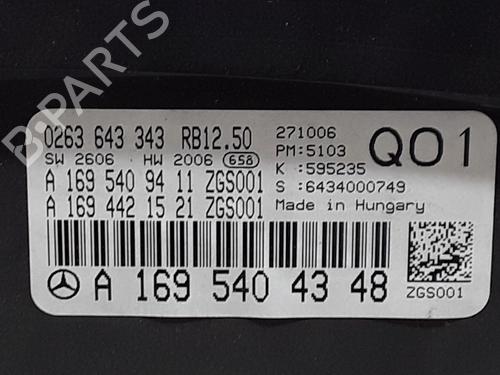 B-PARTS
0263 643 343 RB12.50
SW 2606 HW 2006 658
A 169 540 94 11 ZGS001
A 169 442 15 21 ZGS001
271006
PM:5103
K :595235
S :6434000749
Made in Hungary
Q01
A 169 540 43 48
ZGS001